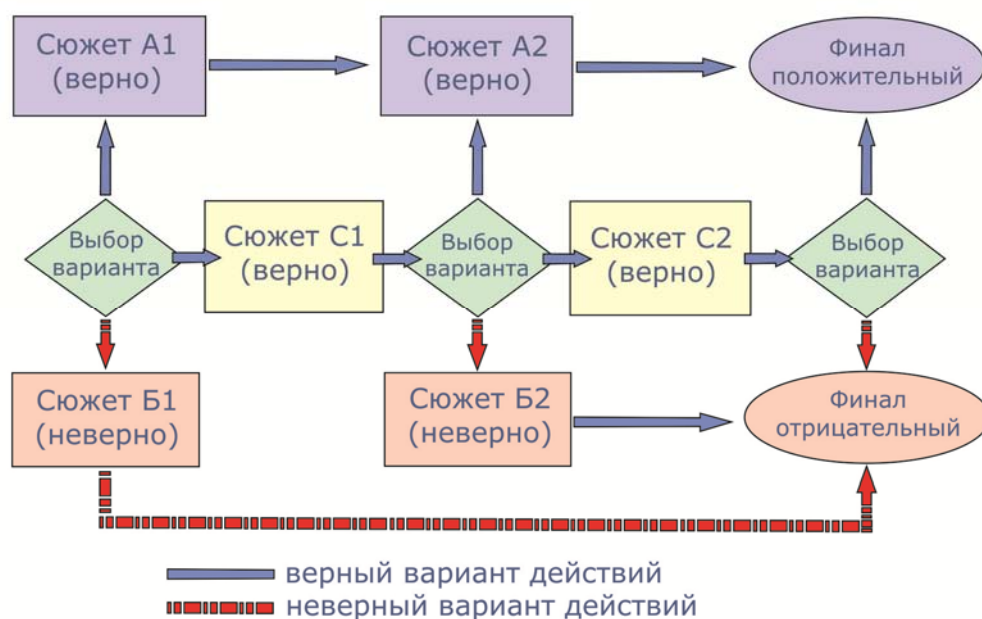 Сюжет А1
(верно)
Сюжет А2
(верно)
Финал
положительный
Выбор
варианта
Сюжет С1
(верно)
Выбор
варианта
Сюжет С2
(верно)
Выбор
варианта
Сюжет Б1
(неверно)
Сюжет Б2
(неверно)
Финал
отрицательный
верный вариант действий
неверный вариант действий